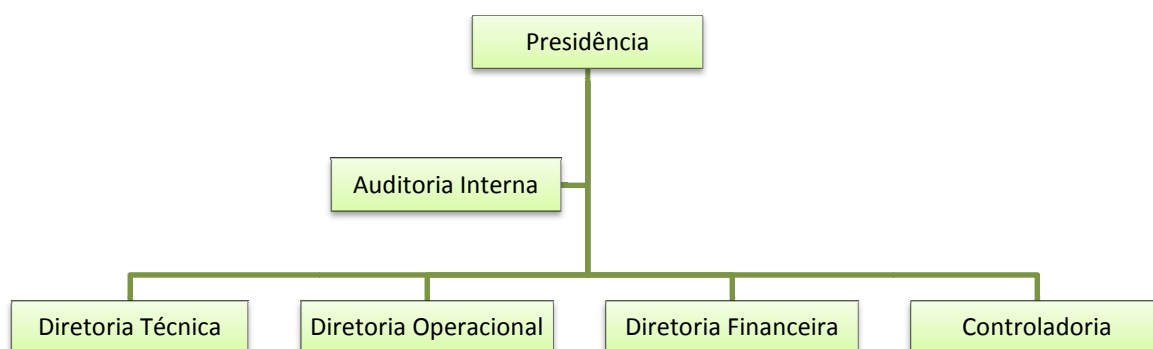 Presidência
Auditoria Interna
Diretoria Técnica
Diretoria Operacional
Diretoria Financeira
Controladoria